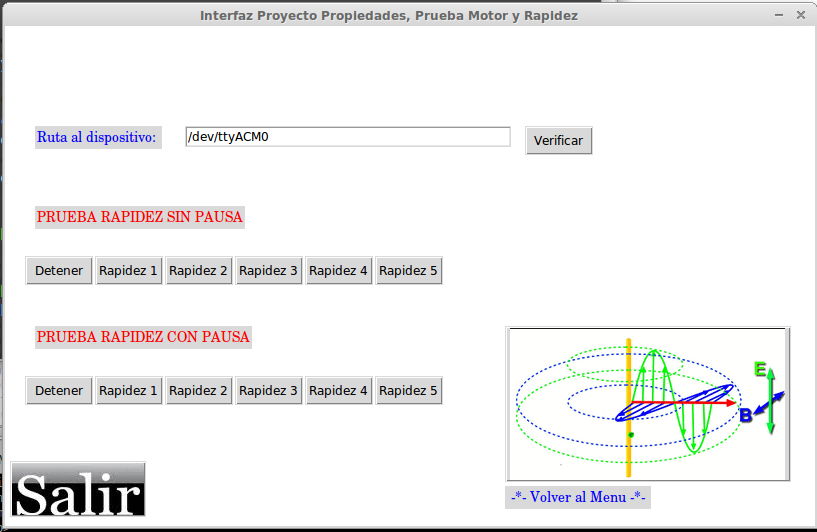 Interfaz Proyecto Propiedades, Prueba Motor y Rapidez
Ruta al dispositivo: /dev/ttyACM0 Verificar
PRUEBA RAPIDEZ SIN PAUSA
Detener Rapidez 1 Rapidez 2 Rapidez 3 Rapidez 4 Rapidez 5
PRUEBA RAPIDEZ CON PAUSA
Detener Rapidez 1 Rapidez 2 Rapidez 3 Rapidez 4 Rapidez 5
E
B
Salir
-*- Volver al Menu -*-